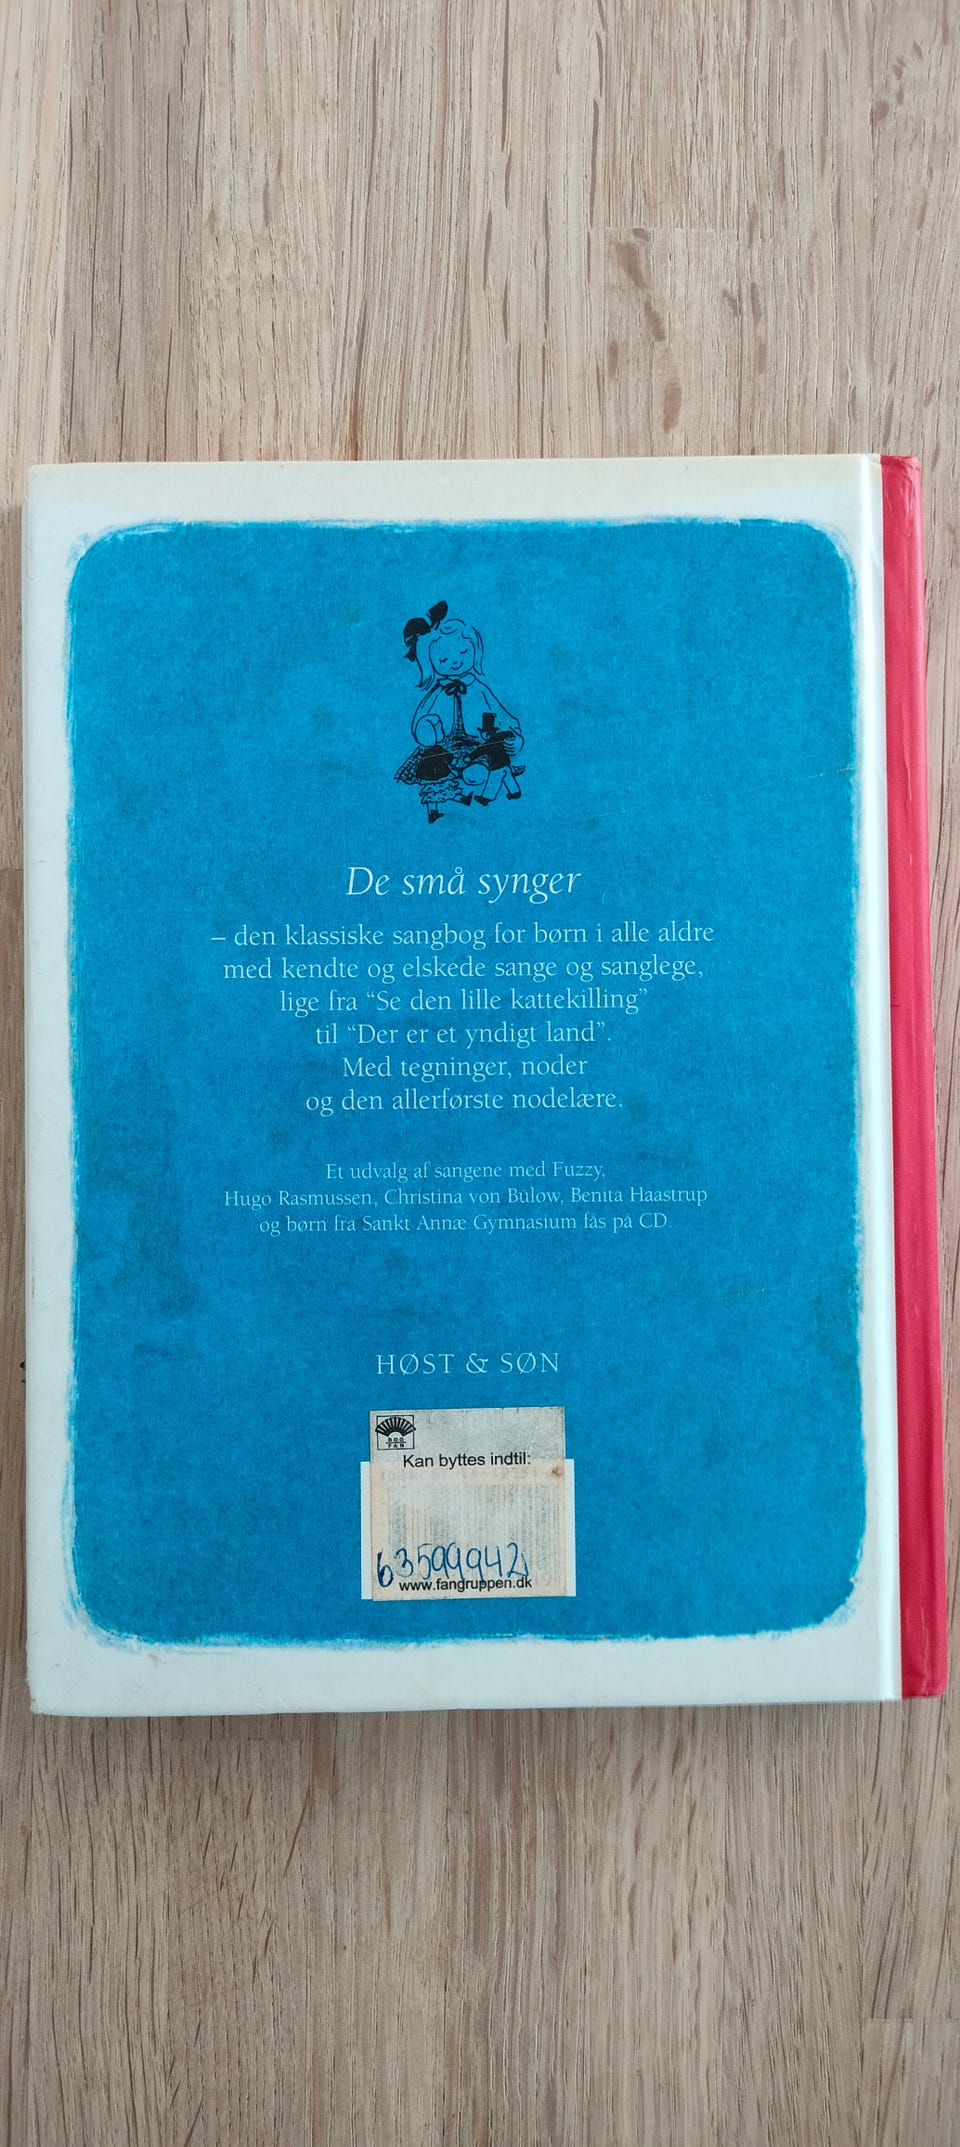 De små synger
– den klassiske sangbog for børn i alle aldre
med kendte og elskede sange og sanglege,
lige fra “Se den lille kattekilling”
til “Der er et yndigt land”.
Med tegninger, noder
og den allerførste nodelære.
Et udvalg af sangene med Fuzzy,
Hugo Rasmussen, Christina von Bülow, Benita Haastrup
og børn fra Sankt Annæ Gymnasium fås på CD.
HØST & SØN
BOG
FAN
Kan byttes indtil:
63599942
www.fangruppen.dk